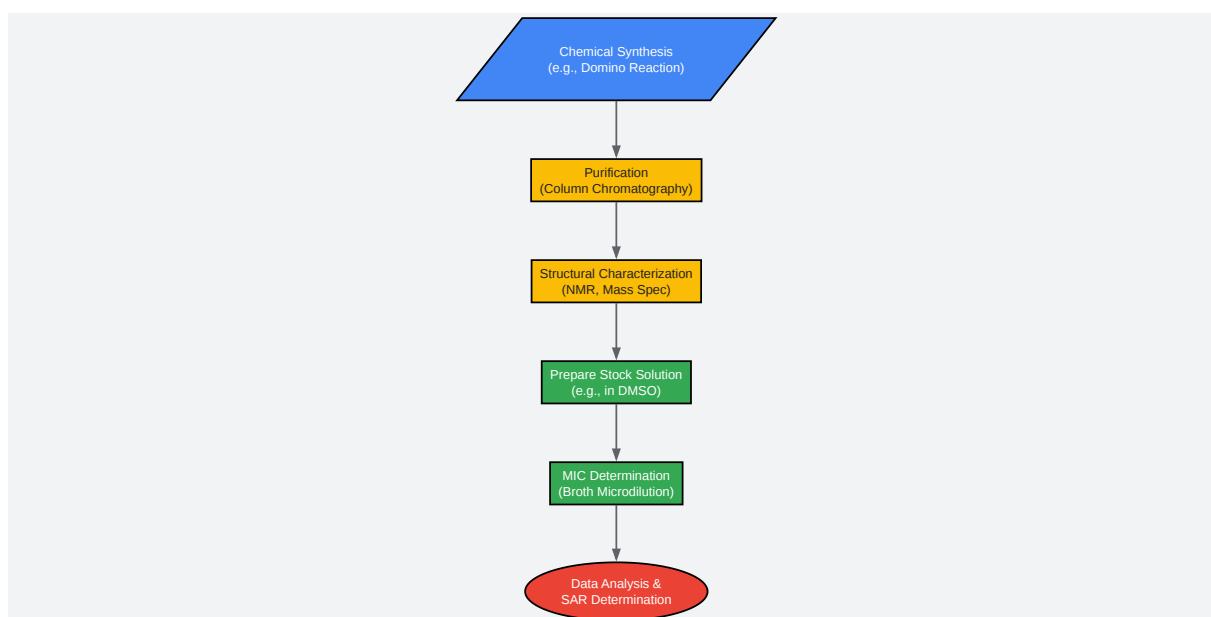 Chemical Synthesis
(e.g., Domino Reaction)
Purification
(Column Chromatography)
Structural Characterization
(NMR, Mass Spec)
Prepare Stock Solution
(e.g., in DMSO)
MIC Determination
(Broth Microdilution)
Data Analysis &
SAR Determination